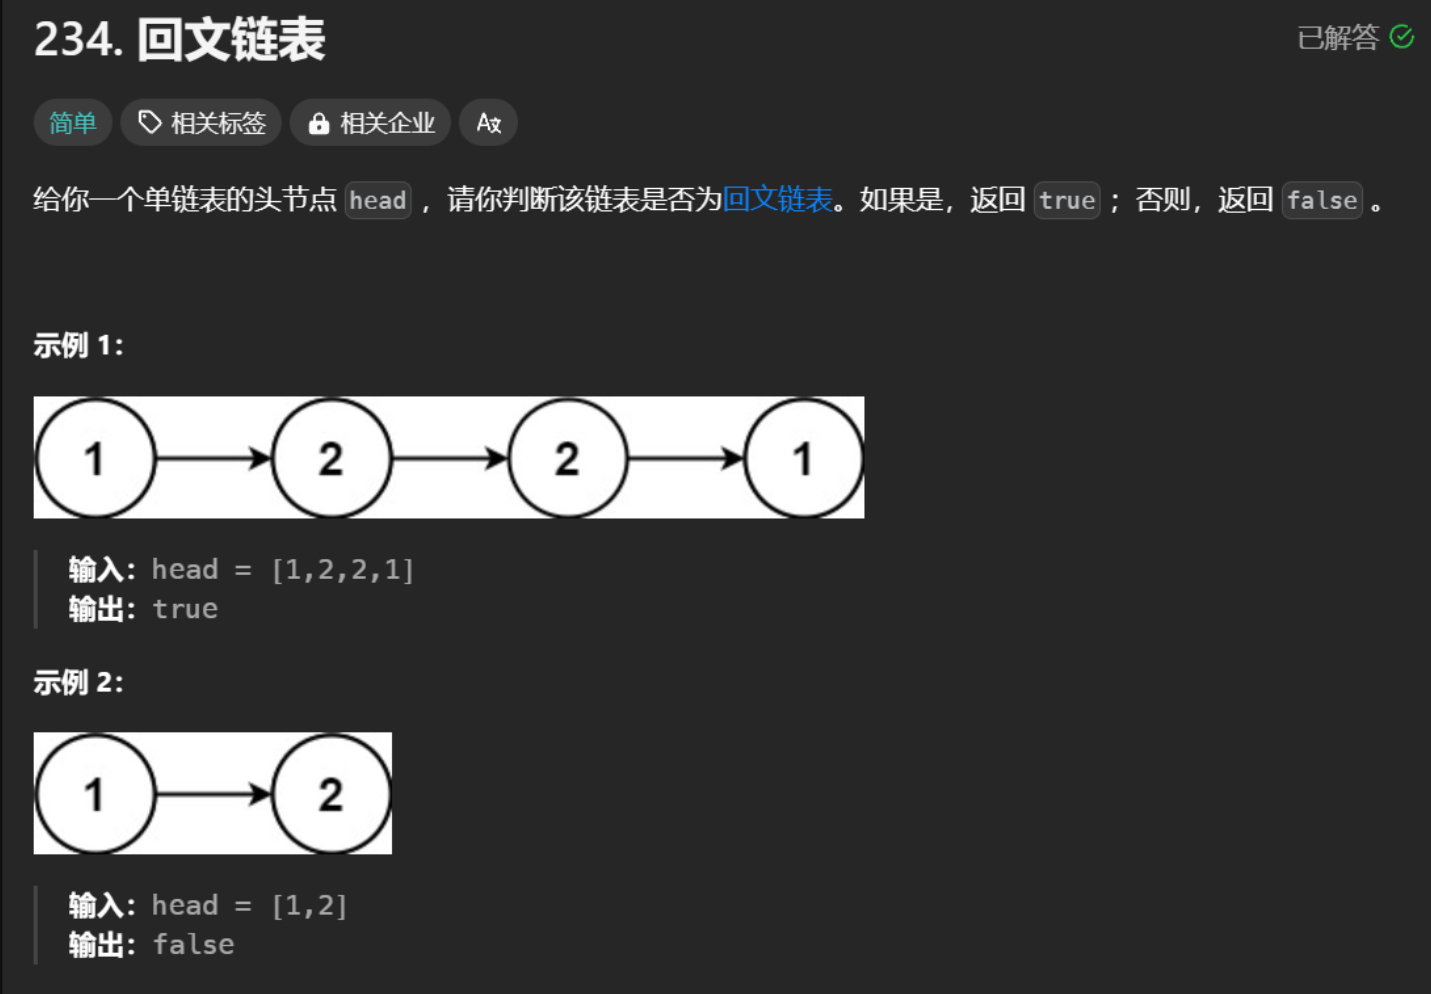 234. 回文链表
已解答
简单
相关标签
相关企业
给你一个单链表的头节点 head ，请你判断该链表是否为回文链表。如果是，返回 true ；否则，返回 false 。
示例 1：
1 2 2 1
输入：head = [1,2,2,1]
输出：true
示例 2：
1 2
输入：head = [1,2]
输出：false